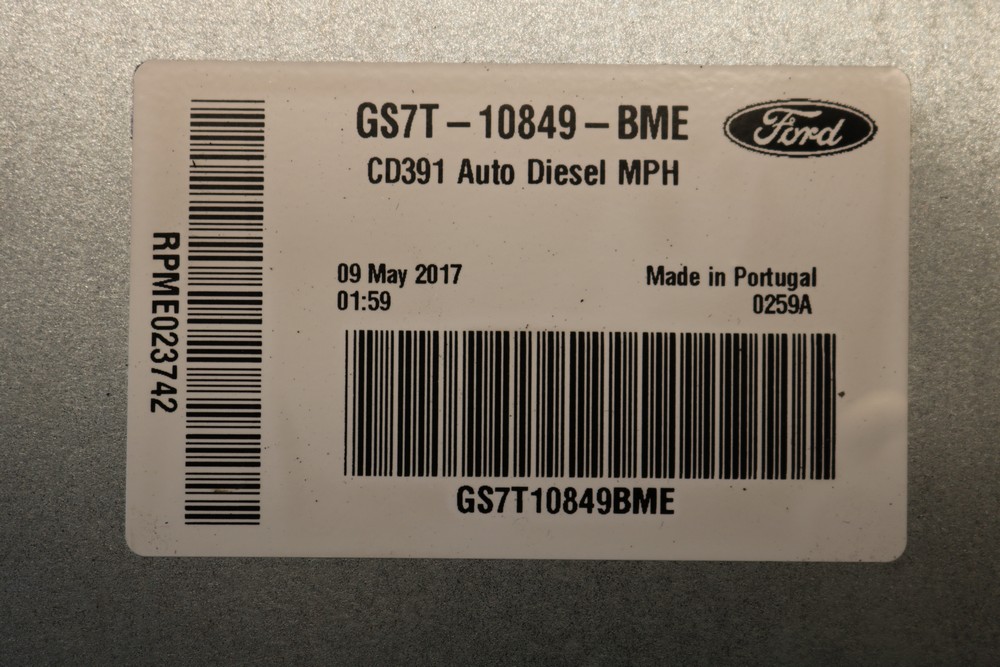 GS7T – 10849 – BME
Ford
CD391 Auto Diesel MPH
09 May 2017
01:59
Made in Portugal
0259A
GS7T10849BME
RPME023742